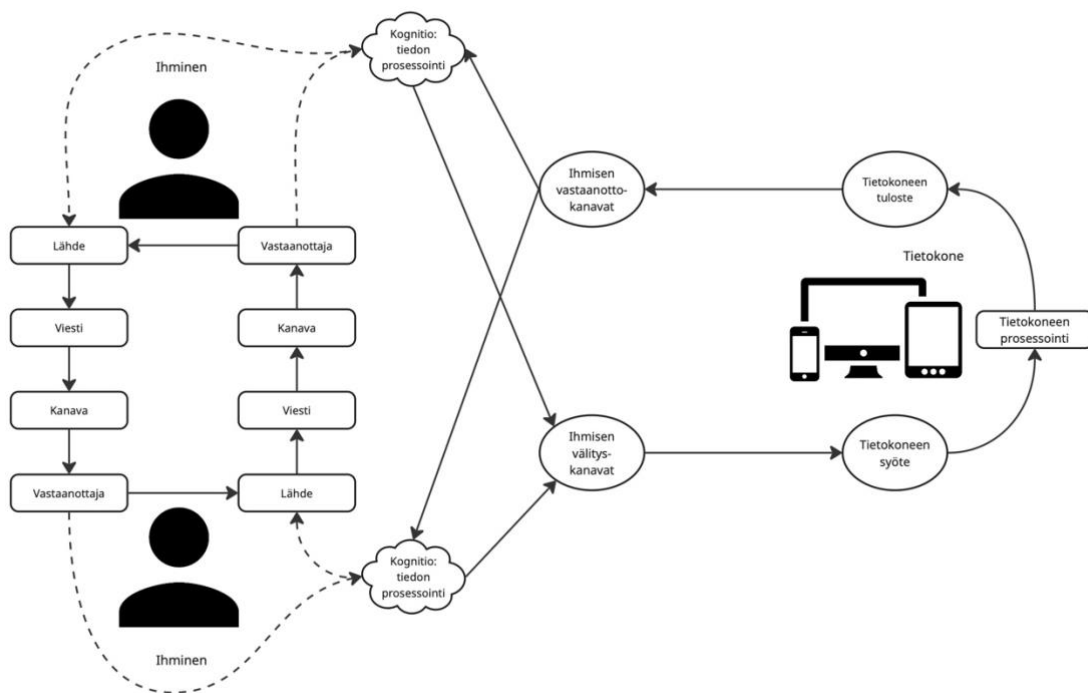 Kognitio:
tiedon
prosessointi
Ihminen
Ihmisen
vastaanotto-
kanavat
Tietokoneen
tuloste
Lähde
Vastaanottaja
Tietokone
Viesti
Kanava
Tietokoneen
prosessointi
Kanava
Viesti
Ihmisen
välitys-
kanavat
Tietokoneen
syöte
Vastaanottaja
Lähde
Kognitio:
tiedon
prosessointi
Ihminen